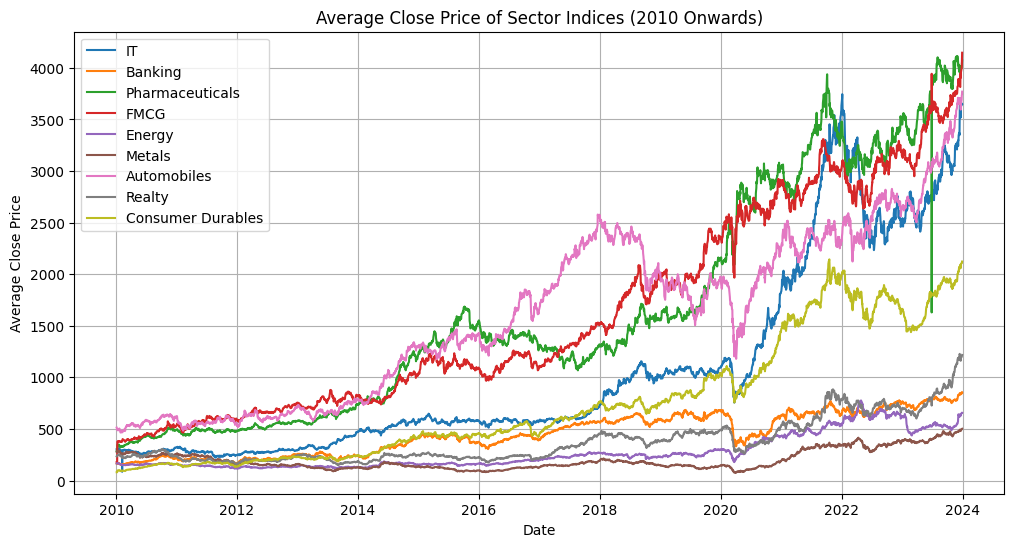 Average Close Price of Sector Indices (2010 Onwards)
IT
Banking
Pharmaceuticals
FMCG
Energy
Metals
Automobiles
Realty
Consumer Durables
Average Close Price
4000
3500
3000
2500
2000
1500
1000
500
0
2010 2012 2014 2016 2018 2020 2022 2024
Date